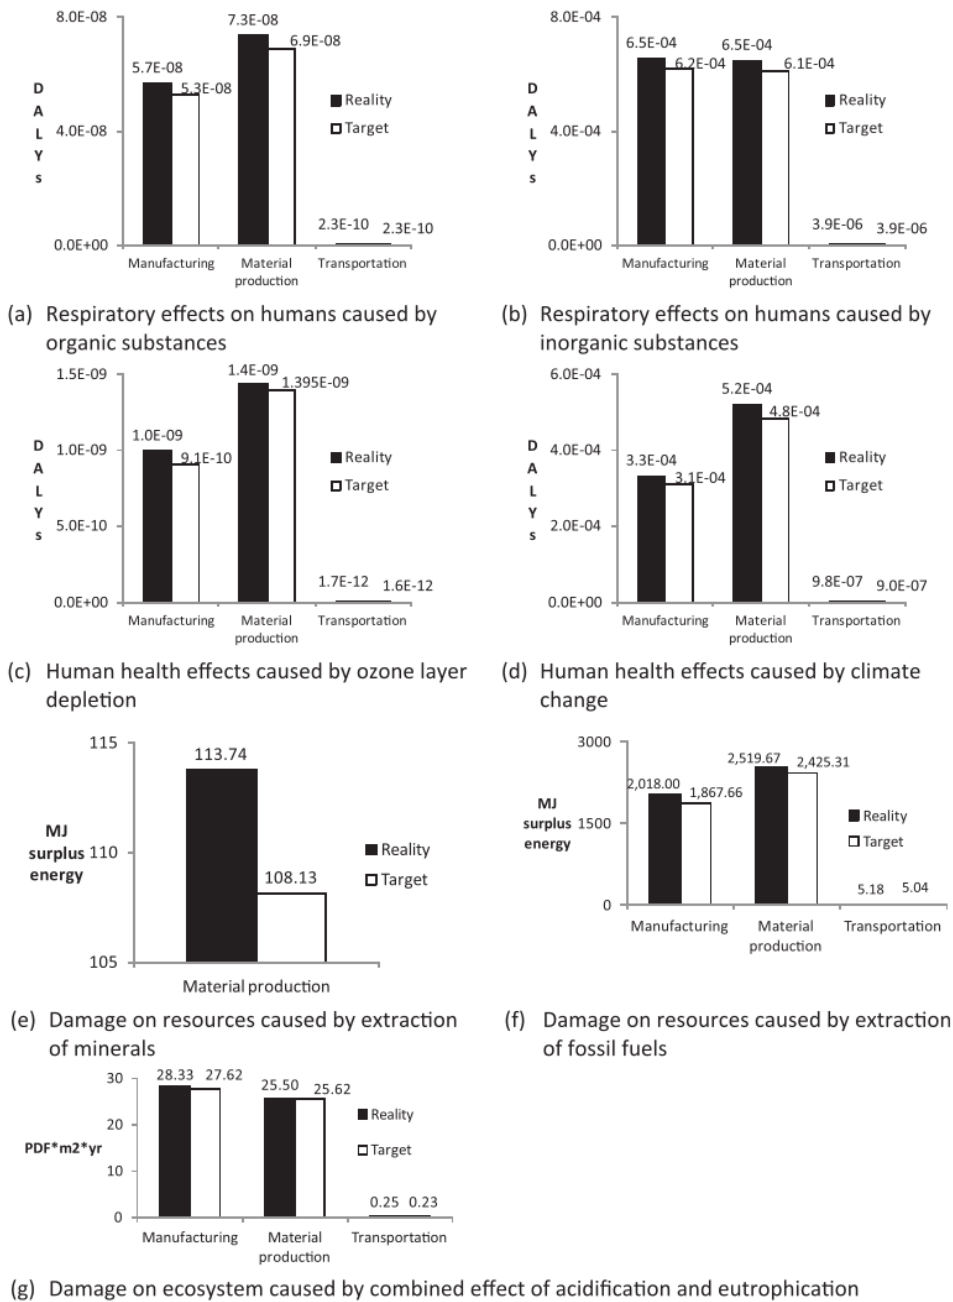 8.0E-08
7.3E-08
6.9E-08
5.7E-08
5.3E-08
D
A
L
Y
s
4.0E-08
Reality
Target
2.3E-10 2.3E-10
0.0E+00
Manufacturing Material Transportation
production
(a) Respiratory effects on humans caused by
organic substances
8.0E-04
6.5E-04 6.5E-04
6.2E-04 6.1E-04
D
A
L
Y
s
4.0E-04
Reality
Target
3.9E-06 3.9E-06
0.0E+00
Manufacturing Material Transportation
production
(b) Respiratory effects on humans caused by
inorganic substances
1.5E-09
1.4E-09
1.395E-09
1.0E-09
1.0E-09
9.1E-10
D
A
L
Y
s
Reality
Target
5.0E-10
1.7E-12 1.6E-12
0.0E+00
Manufacturing Material Transportation
production
(c) Human health effects caused by ozone layer
depletion
6.0E-04
5.2E-04
4.8E-04
4.0E-04
3.3E-04
3.1E-04
D
A
L
Y
s
Reality
Target
2.0E-04
9.8E-07 9.0E-07
0.0E+00
Manufacturing Material Transportation
production
(d) Human health effects caused by climate
change
115
113.74
MJ
surplus
energy
110
Reality
Target
108.13
105
Material production
(e) Damage on resources caused by extraction
of minerals
3000
2,519.67 2,425.31
2,018.00 1,867.66
MJ
surplus
energy
1500
Reality
Target
5.18 5.04
0
Manufacturing Material Transportation
production
(f) Damage on resources caused by extraction
of fossil fuels
30
28.33 27.62
25.50 25.62
Reality
20
PDF*m2*yr
Target
10
0.25 0.23
0
Manufacturing Material Transportation
production
(g) Damage on ecosystem caused by combined effect of acidification and eutrophication